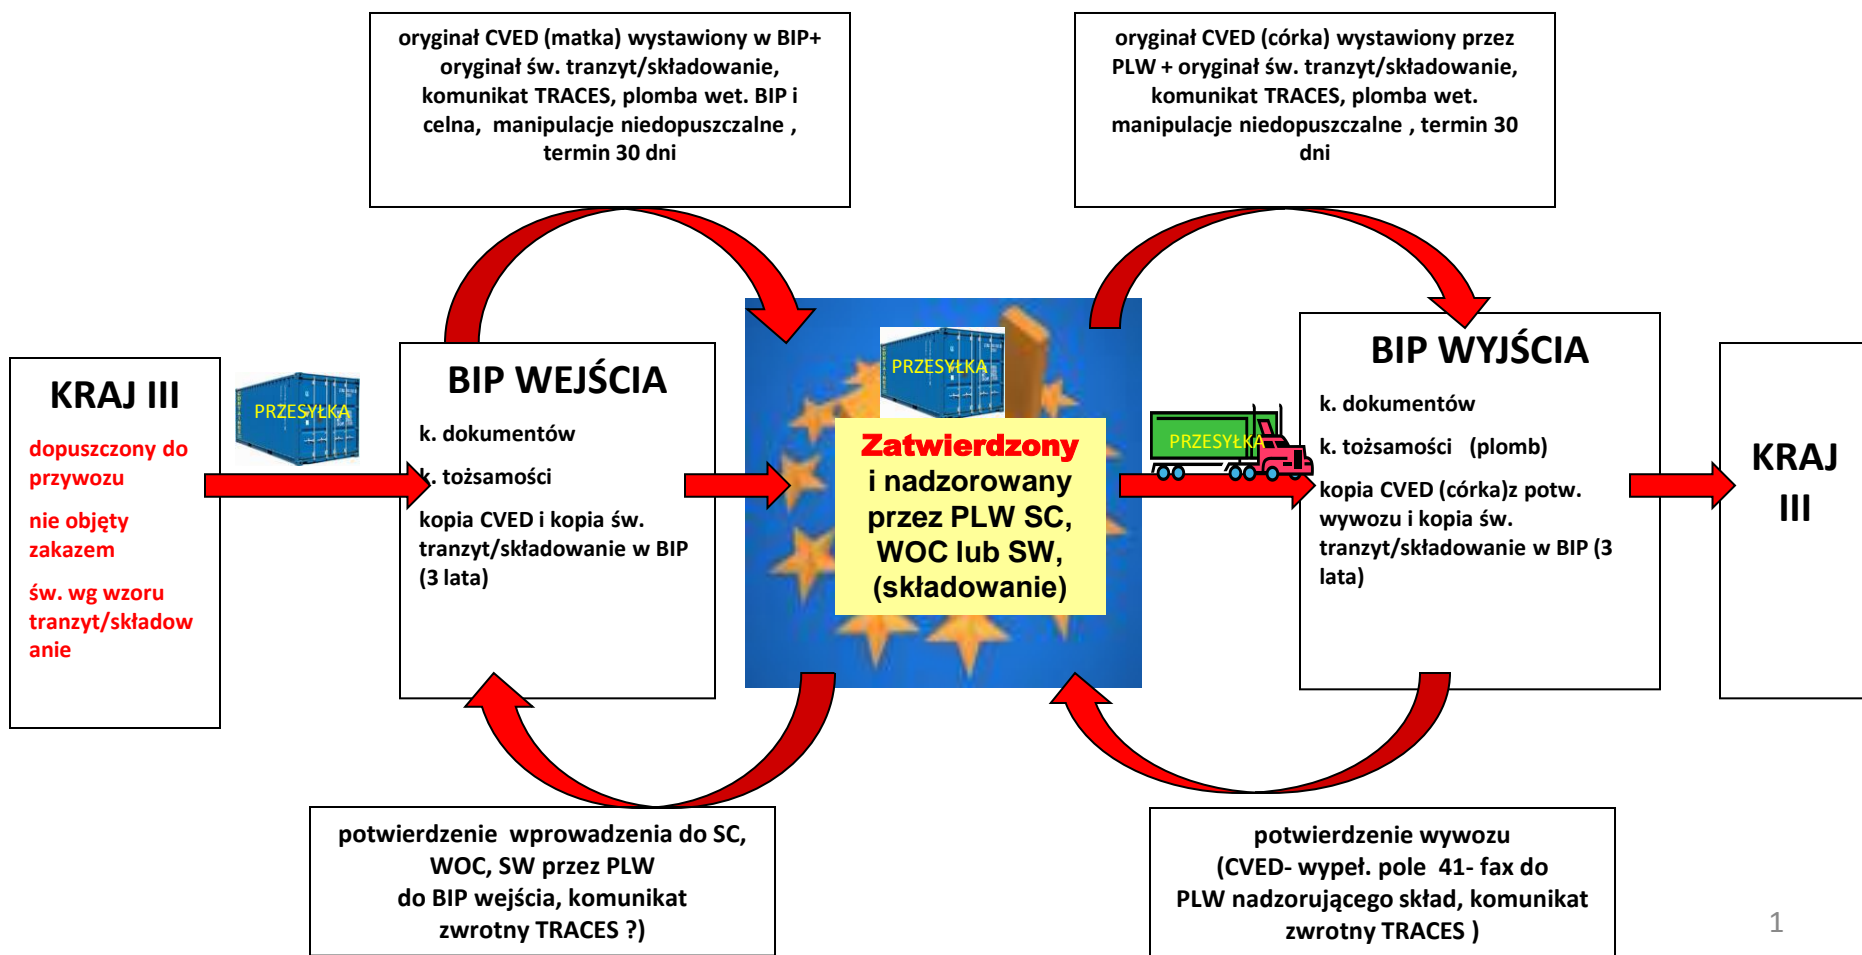 oryginał CVED (matka) wystawiony w BIP+
oryginał św. tranzyt/składowanie,
komunikat TRACES, plomba wet. BIP i
celna,  manipulacje niedopuszczalne ,
termin 30 dni
oryginał CVED (córka) wystawiony przez
PLW + oryginał św. tranzyt/składowanie,
komunikat TRACES, plomba wet.
manipulacje niedopuszczalne , termin 30
dni
KRAJ III
dopuszczony do
przywozu
nie objęty
zakazem
św. wg wzoru
tranzyt/składow
anie
PRZESYŁKA
BIP WEJŚCIA
k. dokumentów
k. tożsamości
kopia CVED i kopia św.
tranzyt/składowanie w BIP
(3 lata)
PRZESYŁKA
Zatwierdzony
i nadzorowany
przez PLW SC,
WOC lub SW,
(składowanie)
PRZESYŁKA
BIP WYJŚCIA
k. dokumentów
k. tożsamości   (plomb)
kopia CVED (córka)z potw.
wywozu i kopia św.
tranzyt/składowanie w BIP (3
lata)
KRAJ
III
potwierdzenie  wprowadzenia do SC,
WOC, SW przez PLW
do BIP wejścia, komunikat
zwrotny TRACES ?)
potwierdzenie wywozu
(CVED- wypeł. pole  41- fax do
PLW nadzorującego skład, komunikat
zwrotny TRACES )
1